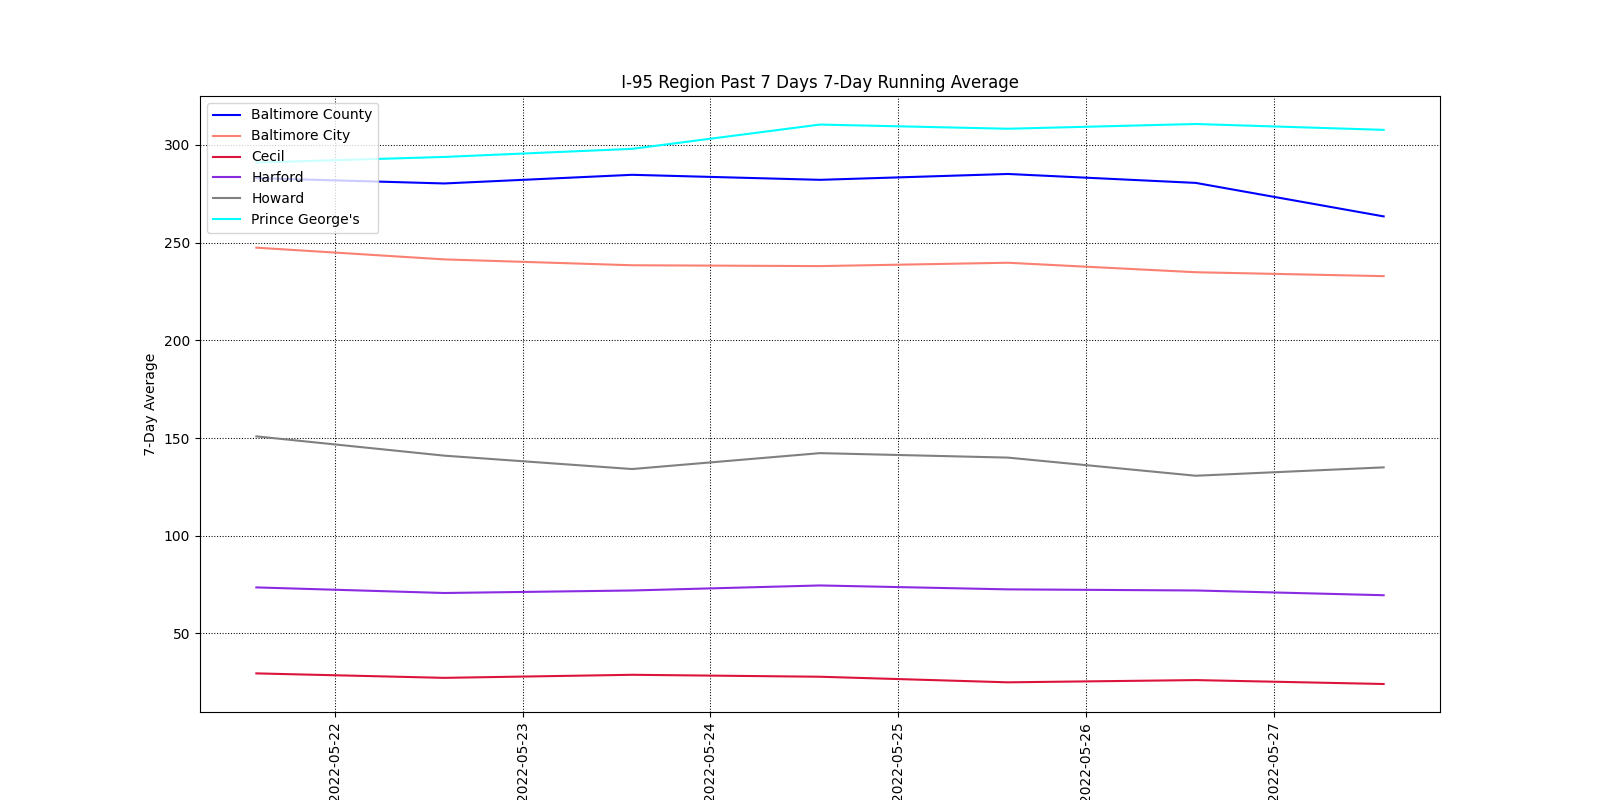 I-95 Region Past 7 Days 7-Day Running Average
Baltimore County
Baltimore City
Cecil
Harford
Howard
Prince George's
300
250
200
150
100
50
7-Day Average
2022-05-22
2022-05-23
2022-05-24
2022-05-25
2022-05-26
2022-05-27